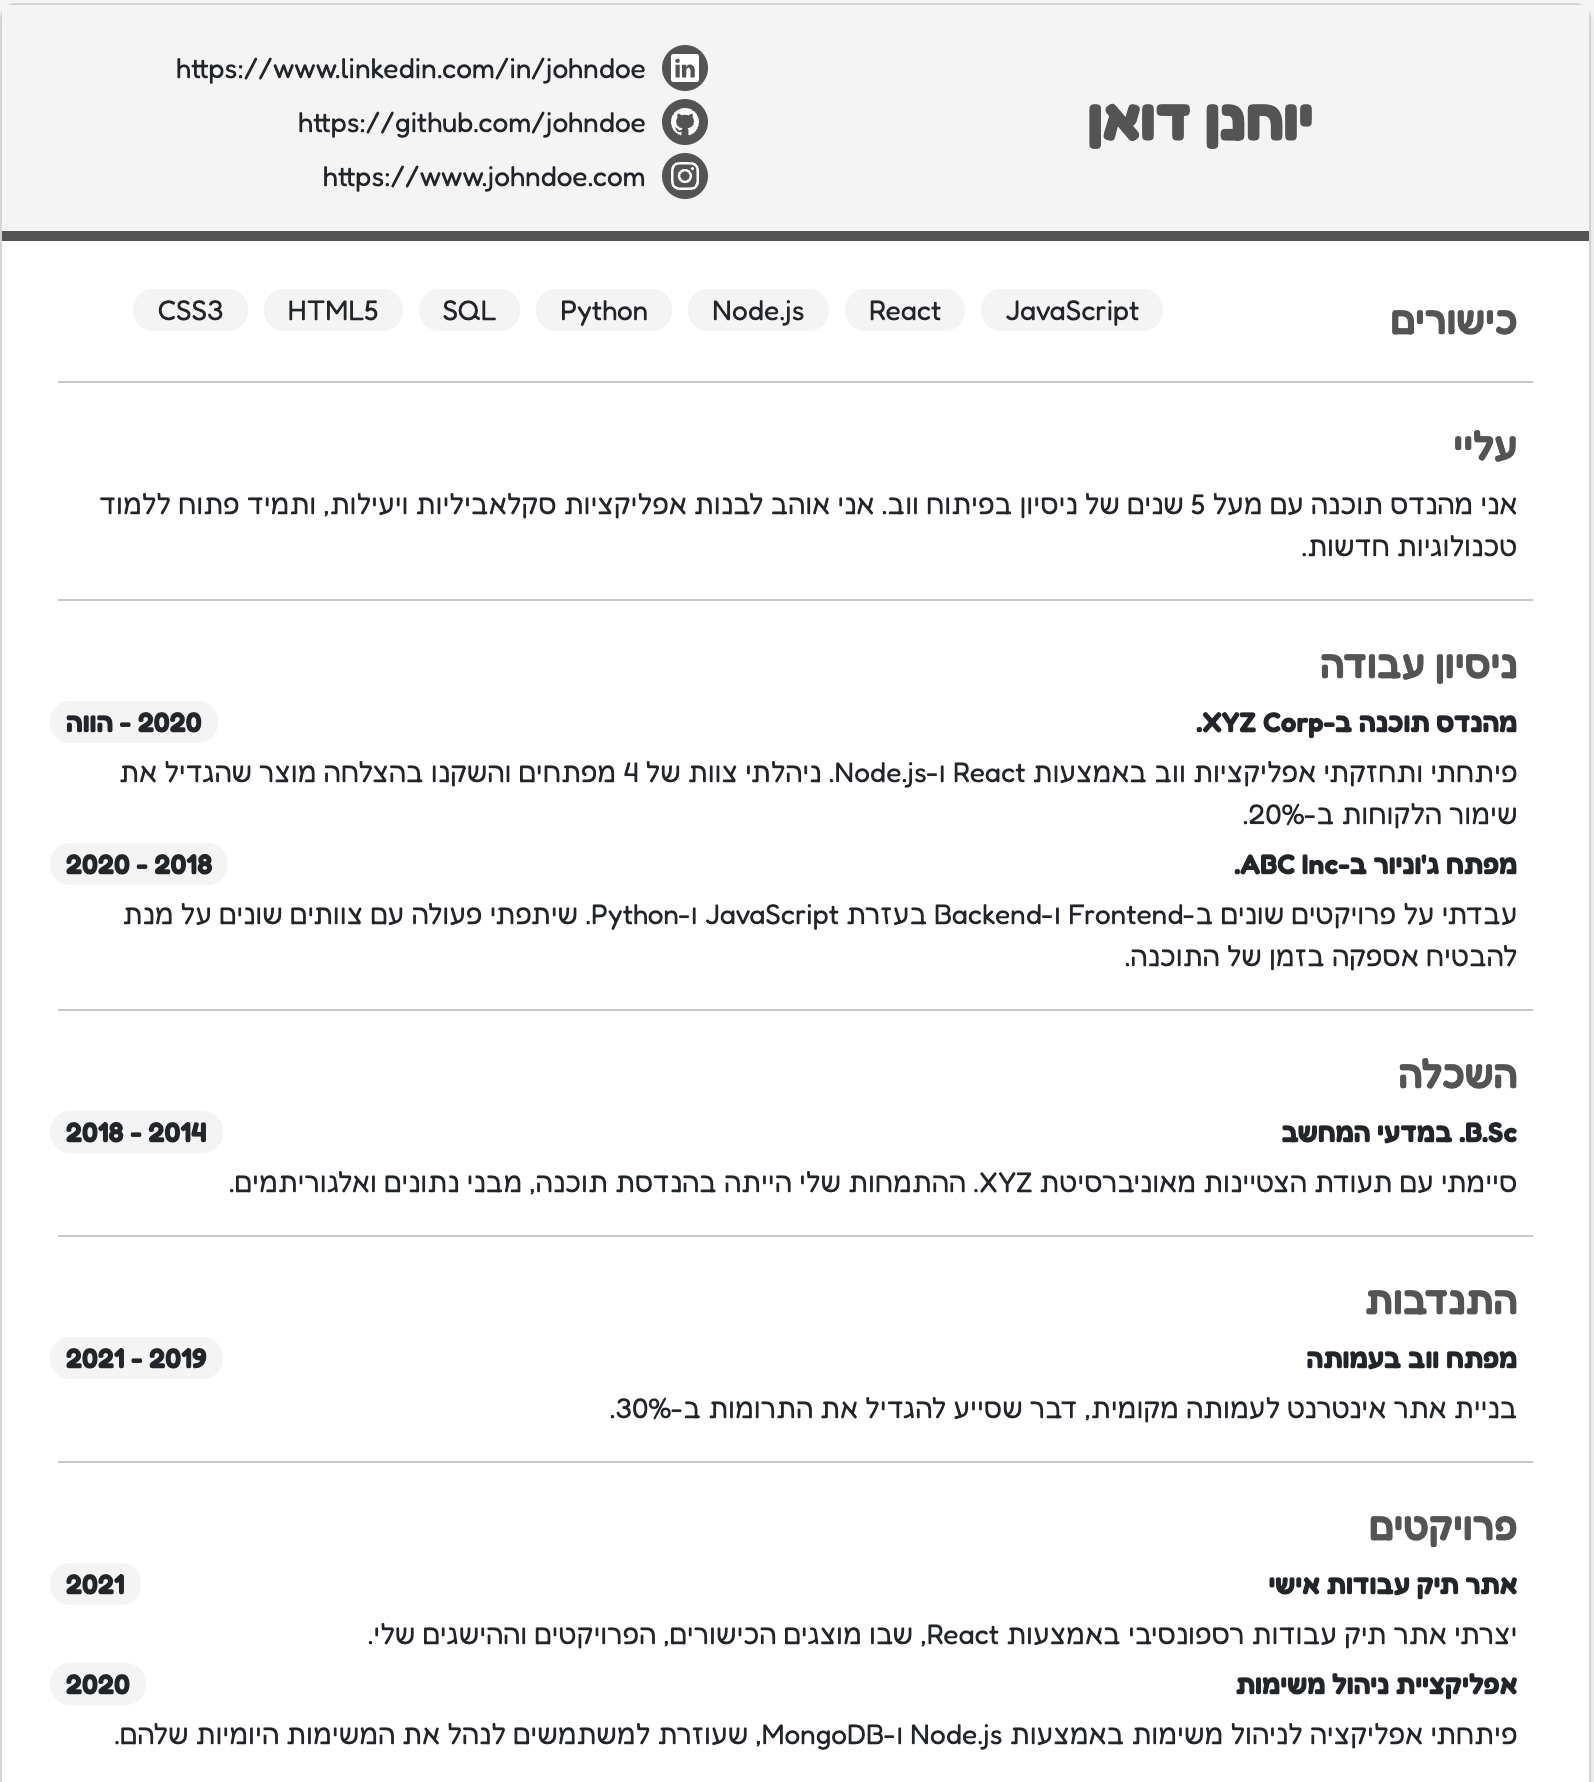 יוחנן דואן
https://www.linkedin.com/in/johndoe
https://github.com/johndoe
https://www.johndoe.com
כישורים
JavaScript React Node.js Python SQL HTML5 CSS3
עליי
אני מהנדס תוכנה עם מעל 5 שנים של ניסיון בפיתוח ווב. אני אוהב לבנות אפליקציות סקלאביליות ויעילות, ותמיד פתוח ללמוד
טכנולוגיות חדשות.
ניסיון עבודה
מהנדס תוכנה ב-XYZ Corp. 2020 - הווה
פיתחתי ותחזקתי אפליקציות ווב באמצעות React ו-Node.js. ניהלתי צוות של 4 מפתחים והשקנו בהצלחה מוצר שהגדיל את
שימור הלקוחות ב-20%.
מפתח ג'וניור ב-ABC Inc. 2018 - 2020
עבדתי על פרויקטים שונים ב-Frontend ו-Backend בעזרת JavaScript ו-Python. שיתפתי פעולה עם צוותים שונים על מנת
להבטיח אספקה בזמן של התוכנה.
השכלה
B.Sc. במדעי המחשב 2014 - 2018
סיימתי עם תעודת הצטיינות מאוניברסיטת XYZ. ההתמחות שלי הייתה בהנדסת תוכנה, מבני נתונים ואלגוריתמים.
התנדבות
מפתח ווב בעמותה 2019 - 2021
בניית אתר אינטרנט לעמותה מקומית, דבר שסייע להגדיל את התרומות ב-30%.
פרויקטים
אתר תיק עבודות אישי 2021
יצרתי אתר תיק עבודות רספונסיבי באמצעות React, שבו מוצגים הכישורים, הפרויקטים וההישגים שלי.
אפליקציית ניהול משימות 2020
פיתחתי אפליקציה לניהול משימות באמצעות Node.js ו-MongoDB, שעוזרת למשתמשים לנהל את המשימות היומיות שלהם.